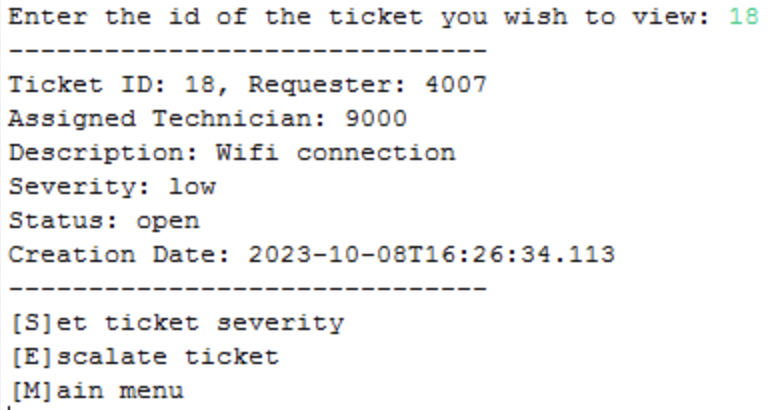 Enter the id of the ticket you wish to view: 18
------------------------------
Ticket ID: 18, Requester: 4007
Assigned Technician: 9000
Description: Wifi connection
Severity: low
Status: open
Creation Date: 2023-10-08T16:26:34.113
------------------------------
[S]et ticket severity
[E]scalate ticket
[M]ain menu